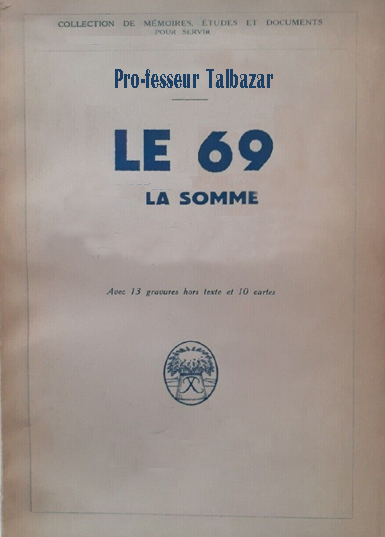 COLLECTION DE MÉMOIRES, ÉTUDES ET DOCUMENTS
POUR SERVIR
Pro-fesseur Talbazar
LE 69
LA SOMME
Avec 13 gravures hors texte et 10 cartes